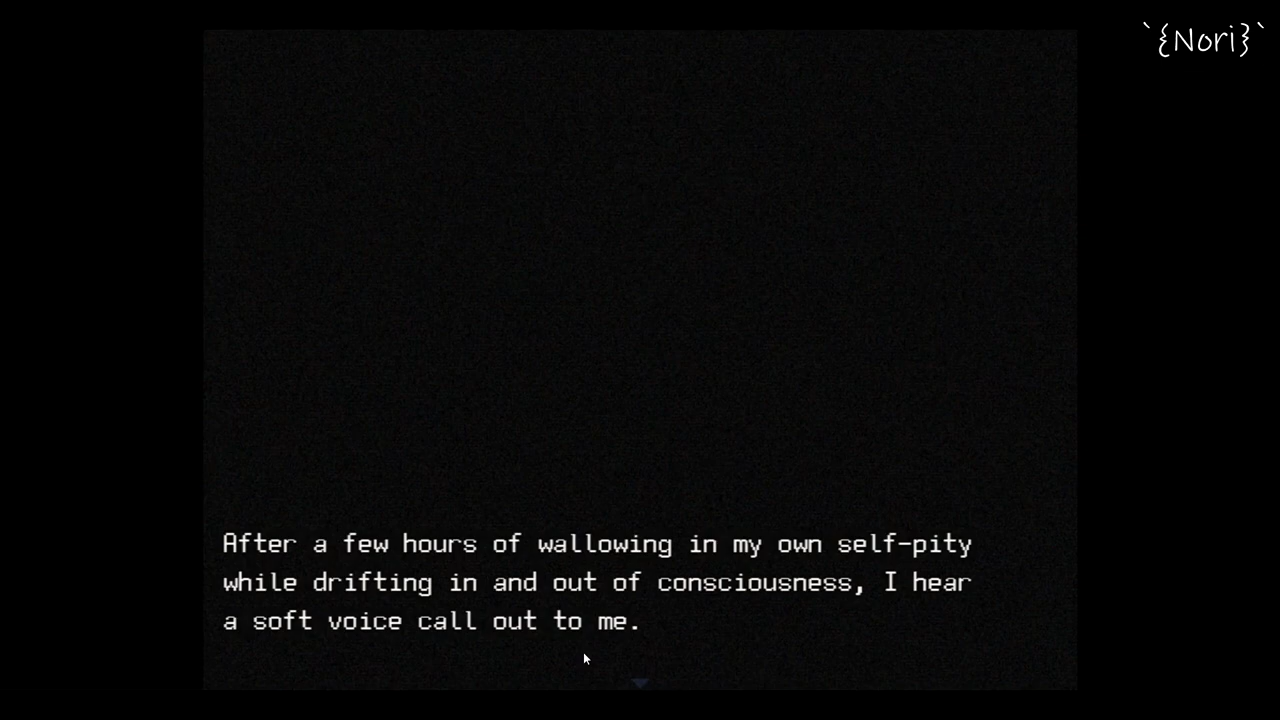 `{Nori}`
After a few hours of wallowing in my own self-pity
while drifting in and out of consciousness, I hear
a soft voice call out to me.